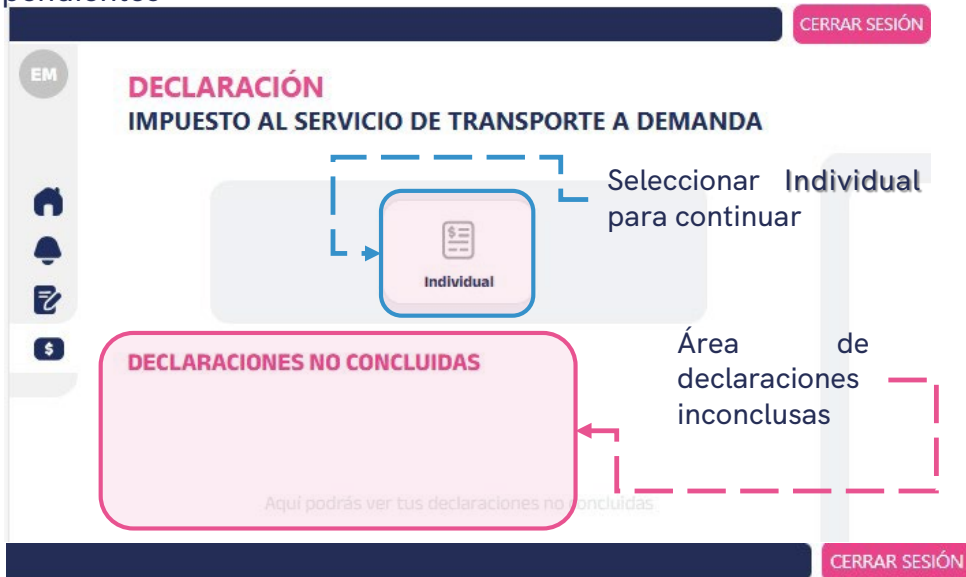 CERRAR SESIÓN
EM
DECLARACIÓN
IMPUESTO AL SERVICIO DE TRANSPORTE A DEMANDA
Seleccionar Individual
para continuar
$
Individual
$
Área de
declaraciones
inconclusas
DECLARACIONES NO CONCLUIDAS
Aquí podrás ver tus declaraciones no concluidas
CERRAR SESIÓN